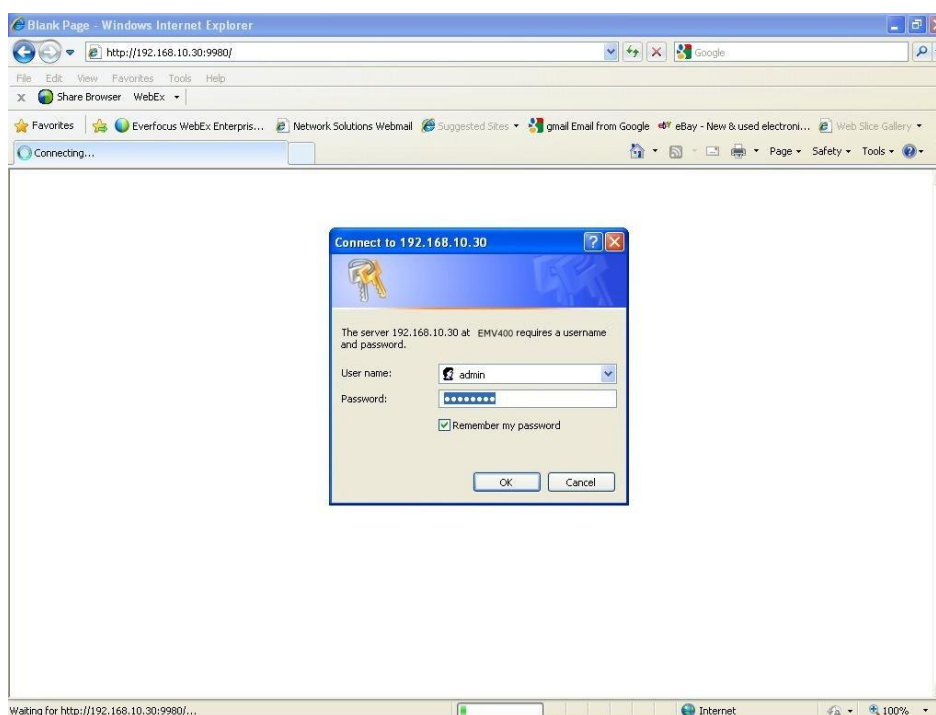 Blank Page - Windows Internet Explorer
http://192.168.10.30:9980/
Google
File Edit View Favorites Tools Help
x Share Browser WebEx
Favorites Everfocus WebEx Enterpris... Network Solutions Webmail Suggested Sites gmail Email from Google eBay - New & used electroni... Web Slice Gallery
Connecting...
Page Safety Tools
Connect to 192.168.10.30
The server 192.168.10.30 at EMV400 requires a username
and password.
User name: admin
Password: ••••••••
Remember my password
OK Cancel
Waiting for http://192.168.10.30:9980/... Internet 100%